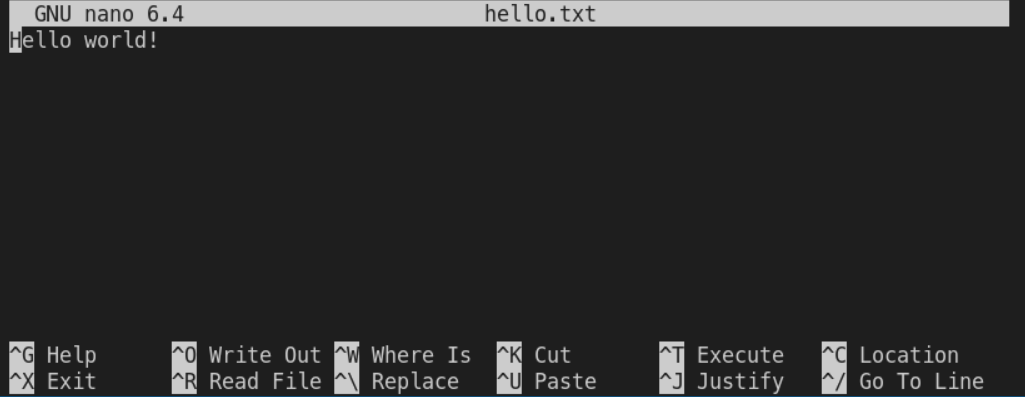 GNU nano 6.4 hello.txt
Hello world!
^G Help ^O Write Out ^W Where Is ^K Cut ^T Execute ^C Location
^X Exit ^R Read File ^\ Replace ^U Paste ^J Justify ^/ Go To Line